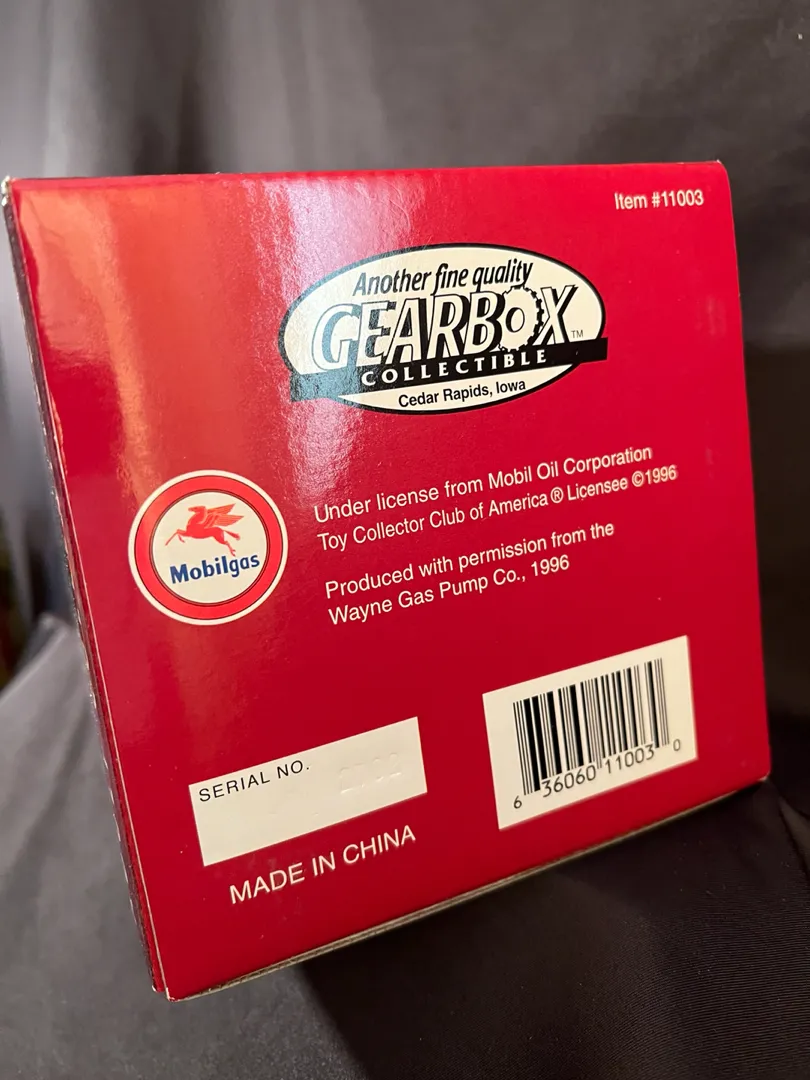 Item #11003
Another fine quality
GEARBOX™
COLLECTIBLE
Cedar Rapids, Iowa
Under license from Mobil Oil Corporation
Toy Collector Club of America ® Licensee ©1996
Mobilgas
Produced with permission from the
Wayne Gas Pump Co., 1996
SERIAL NO.
MADE IN CHINA
6 36060 11003 0